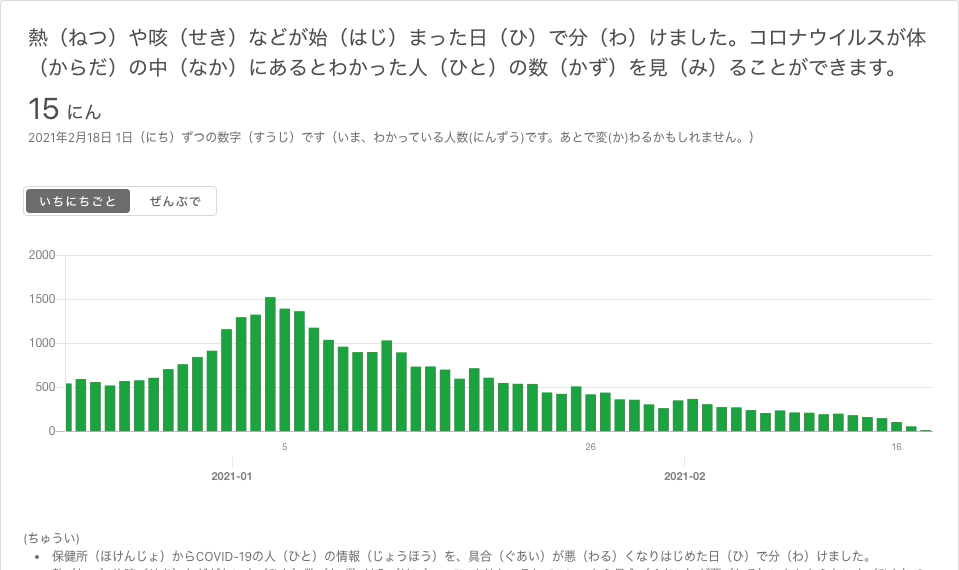 熱（ねつ）や咳（せき）などが始（はじ）まった日（ひ）で分（わ）けました。コロナウイルスが体
（からだ）の中（なか）にあるとわかった人（ひと）の数（かず）を見（み）ることができます。
15 にん
2021年2月18日 1日（にち）ずつの数字（すうじ）です（いま、わかっている人数(にんずう)です。あとで変(か)わるかもしれません。）
いちにちごと ぜんぶで
2000
1500
1000
500
0
5 26 16
2021-01 2021-02
(ちゅうい)
• 保健所（ほけんじょ）からCOVID-19の人（ひと）の情報（じょうほう）を、具合（ぐあい）が悪（わる）くなりはじめた日（ひ）で分（わ）けました。